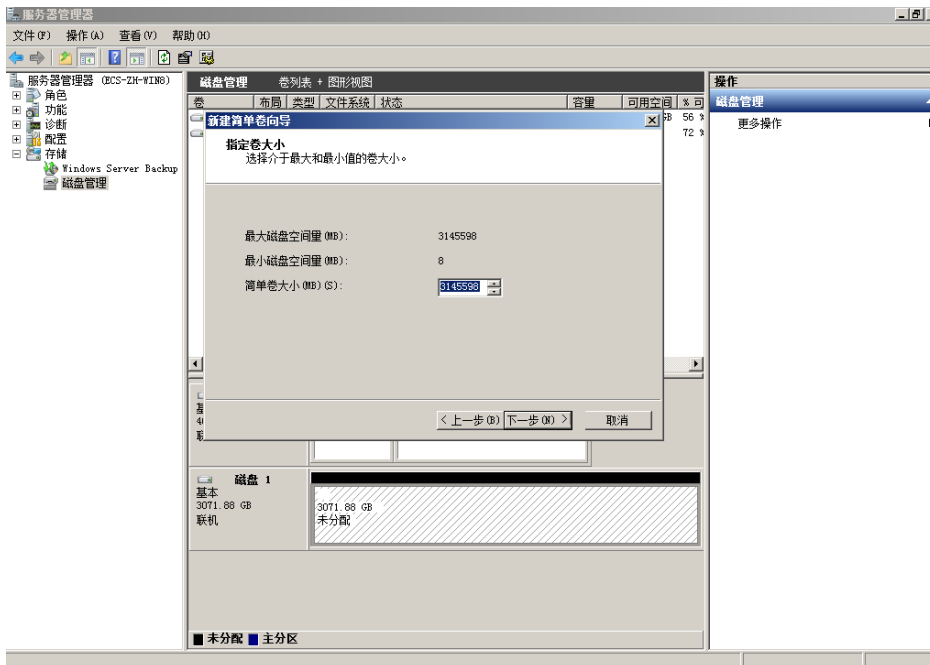 服务器管理器
文件(F) 操作(A) 查看(V) 帮助(H)
服务器管理器 (ECS-ZH-WIN8)
角色
功能
诊断
配置
存储
Windows Server Backup
磁盘管理
磁盘管理 卷列表 + 图形视图
卷 布局 类型 文件系统 状态 容量 可用空间 % 可
56 %
72 %
新建简单卷向导
指定卷大小
选择介于最大和最小值的卷大小。
最大磁盘空间量(MB): 3145598
最小磁盘空间量(MB): 8
简单卷大小(MB)(S): 3145598
< 上一步(B) 下一步(N) > 取消
磁盘 1
基本
3071.88 GB
联机
3071.88 GB
未分配
未分配 主分区
操作
磁盘管理
更多操作